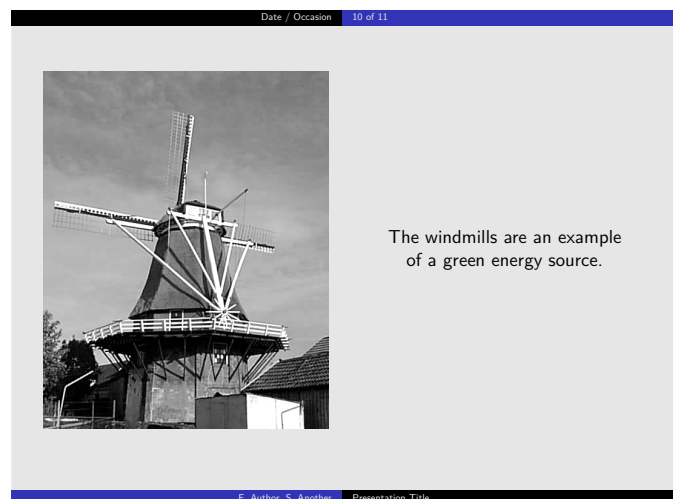 Date / Occasion 10 of 11
The windmills are an example
of a green energy source.
F. Author, S. Another Presentation Title